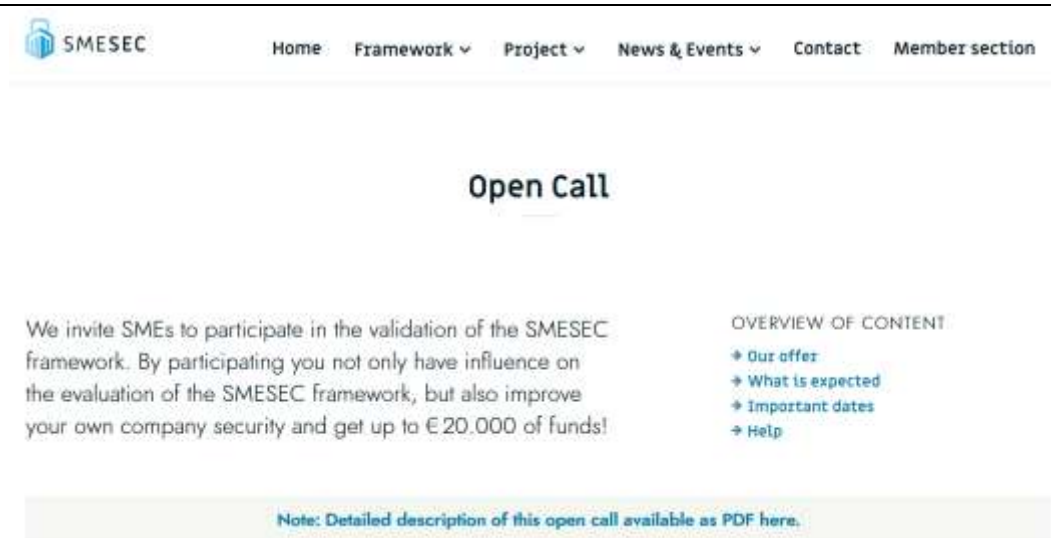 SMESEC
Home Framework Project News & Events Contact Member section
Open Call
We invite SMEs to participate in the validation of the SMESEC
framework. By participating you not only have influence on
the evaluation of the SMESEC framework, but also improve
your own company security and get up to €20.000 of funds!
OVERVIEW OF CONTENT
→ Our offer
→ What is expected
→ Important dates
→ Help
Note: Detailed description of this open call available as PDF here.